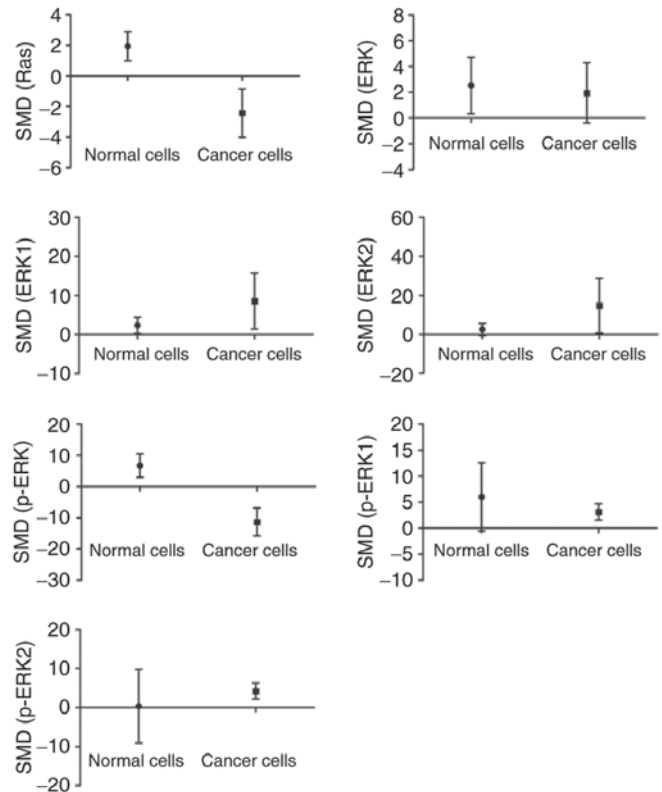 SMD (Ras)
4
2
0
−2
−4
−6
Normal cells
Cancer cells
SMD (ERK)
8
6
4
2
0
−2
−4
Normal cells
Cancer cells
SMD (ERK1)
30
20
10
0
−10
Normal cells
Cancer cells
SMD (ERK2)
60
40
20
0
−20
Normal cells
Cancer cells
SMD (p-ERK)
20
10
0
−10
−20
−30
Normal cells
Cancer cells
SMD (p-ERK1)
20
15
10
5
0
−5
−10
Normal cells
Cancer cells
SMD (p-ERK2)
20
10
0
−10
−20
Normal cells
Cancer cells